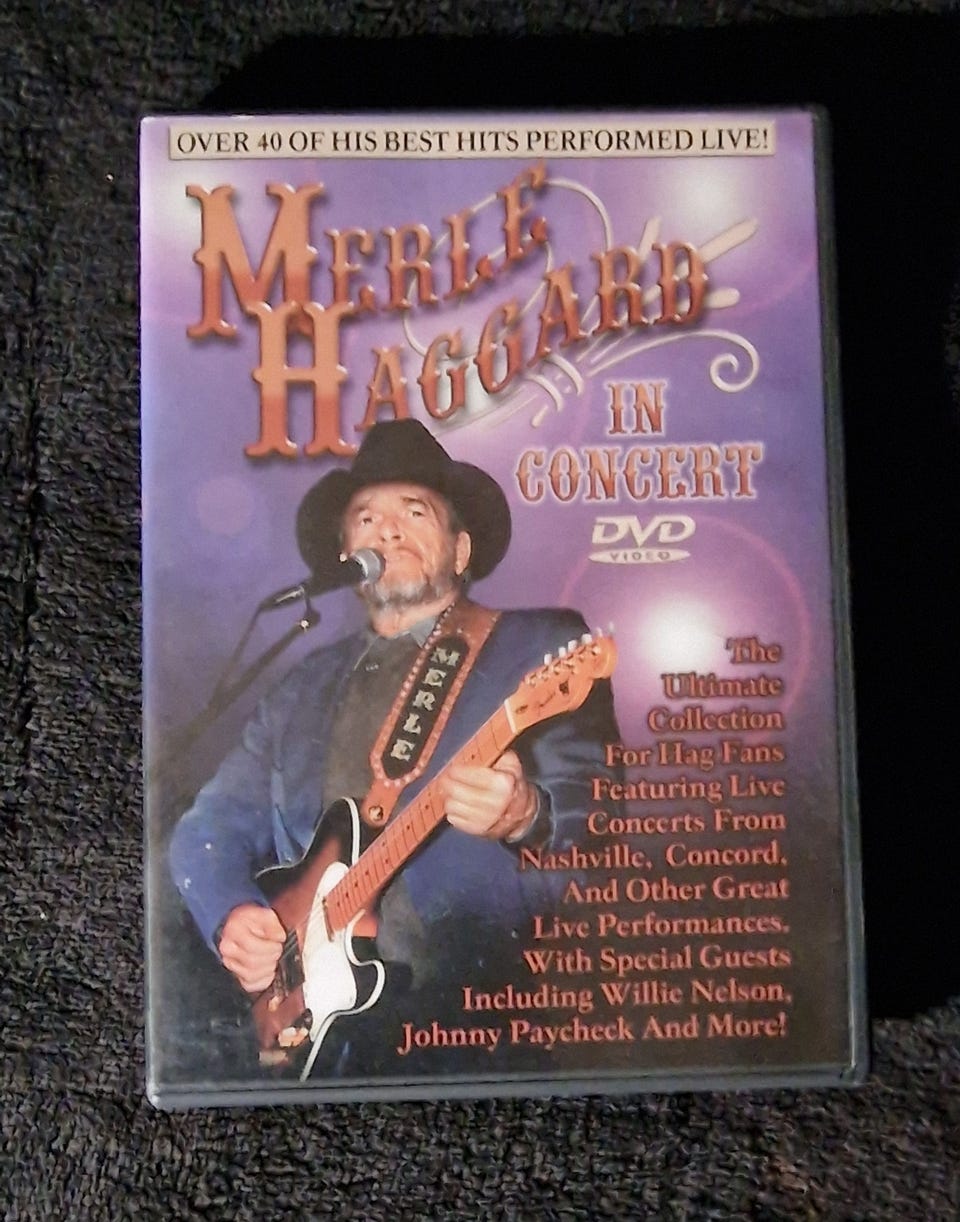 OVER 40 OF HIS BEST HITS PERFORMED LIVE!
MERLE
HAGGARD
IN
CONCERT
DVD
VIDEO
MERLE
The
Ultimate
Collection
For Hag Fans
Featuring Live
Concerts From
Nashville, Concord,
And Other Great
Live Performances.
With Special Guests
Including Willie Nelson,
Johnny Paycheck And More!